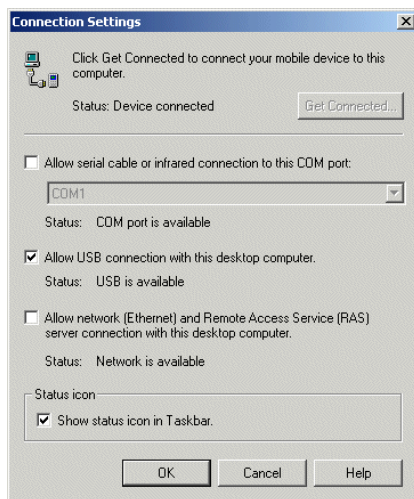 Connection Settings
Click Get Connected to connect your mobile device to this
computer.
Status: Device connected
Get Connected...
Allow serial cable or infrared connection to this COM port:
COM1
Status: COM port is available
Allow USB connection with this desktop computer.
Status: USB is available
Allow network (Ethernet) and Remote Access Service (RAS)
server connection with this desktop computer.
Status: Network is available
Status icon
Show status icon in Taskbar.
OK Cancel Help